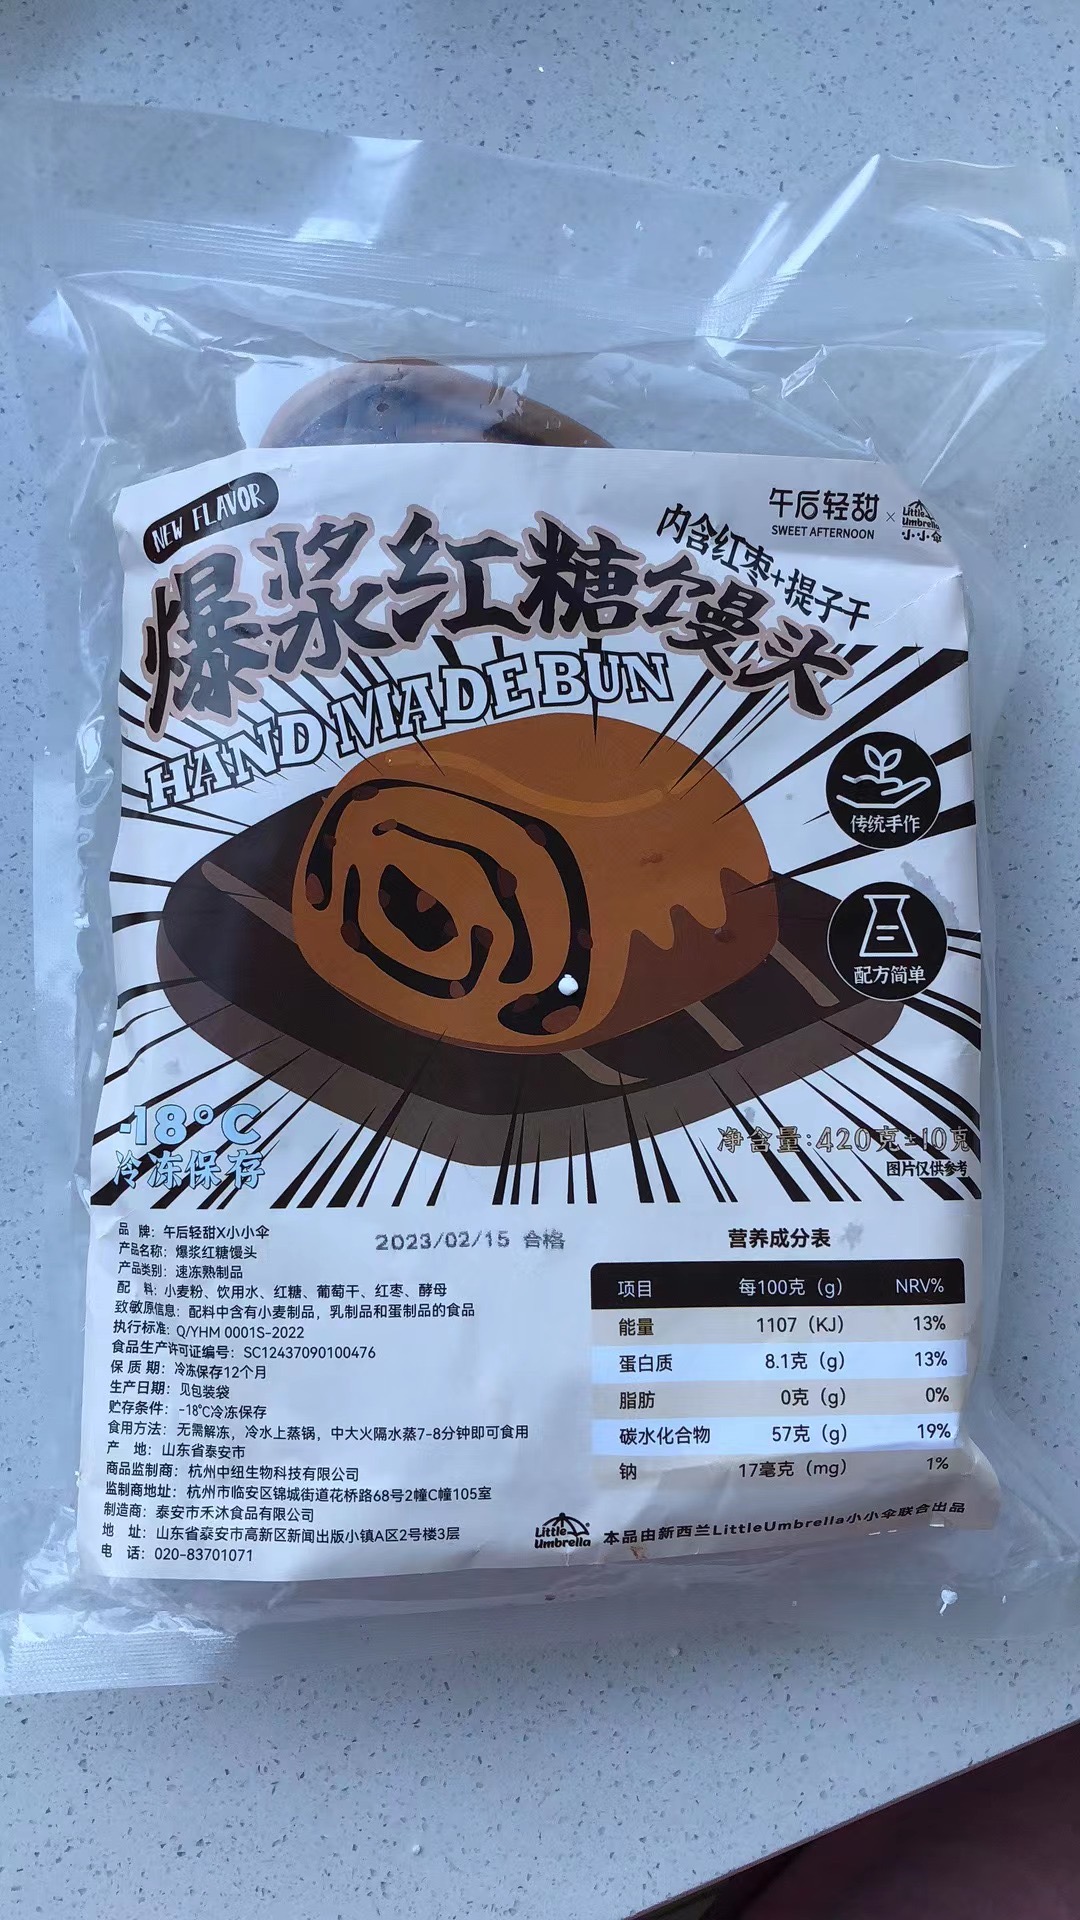 NEW FLAVOR
午后轻甜
SWEET AFTERNOON
×
Little Umbrella
小小伞
内含红枣+提子干
爆浆红糖馒头
HANDMADE BUN
传统手作
配方简单
-18°C
冷冻保存
净含量:420克±10克
图片仅供参考
品 牌：午后轻甜X小小伞
产品名称：爆浆红糖馒头
产品类别：速冻熟制品
配 料：小麦粉、饮用水、红糖、葡萄干、红枣、酵母
致敏原信息：配料中含有小麦制品，乳制品和蛋制品的食品
执行标准：Q/YHM 0001S-2022
食品生产许可证编号：SC12437090100476
保 质 期：冷冻保存12个月
生产日期：见包装袋
贮存条件：-18℃冷冻保存
食用方法：无需解冻，冷水上蒸锅，中大火隔水蒸7-8分钟即可食用
产 地：山东省泰安市
商品监制商：杭州中纽生物科技有限公司
监制商地址：杭州市临安区锦城街道花桥路68号2幢C幢105室
制造商：泰安市禾沐食品有限公司
地 址：山东省泰安市高新区新闻出版小镇A区2号楼3层
电 话：020-83701071
2023/02/15 合格
营养成分表
项目 每100克（g） NRV%
能量 1107（KJ） 13%
蛋白质 8.1克（g） 13%
脂肪 0克（g） 0%
碳水化合物 57克（g） 19%
钠 17毫克（mg） 1%
Little Umbrella
本品由新西兰LittleUmbrella小小伞联合出品